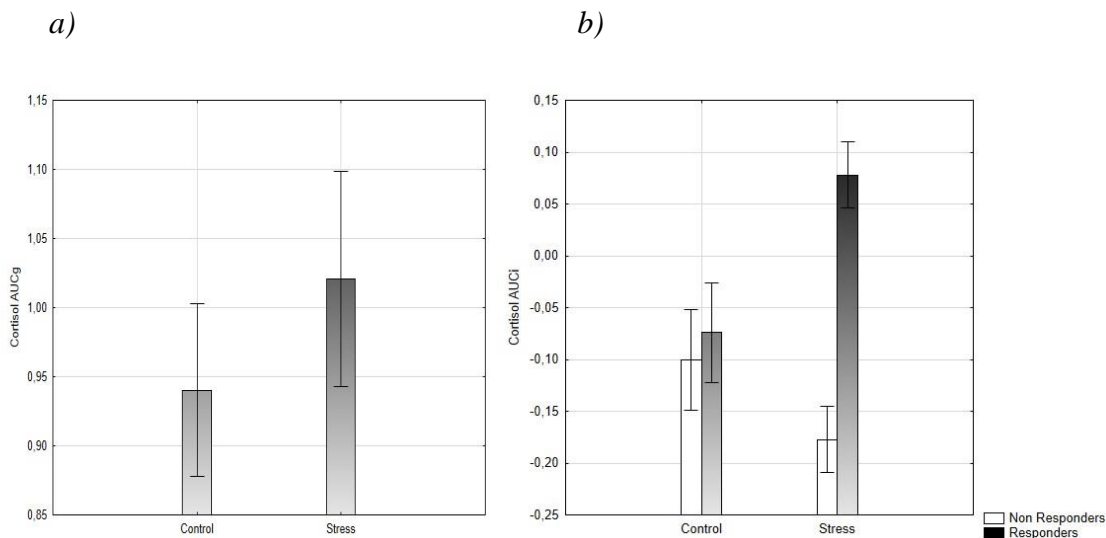 a)
b)
Cortisol AUCg
1,15
1,10
1,05
1,00
0,95
0,90
0,85
Control Stress
Cortisol AUCi
0,15
0,10
0,05
0,00
-0,05
-0,10
-0,15
-0,20
-0,25
Control Stress
Non Responders
Responders